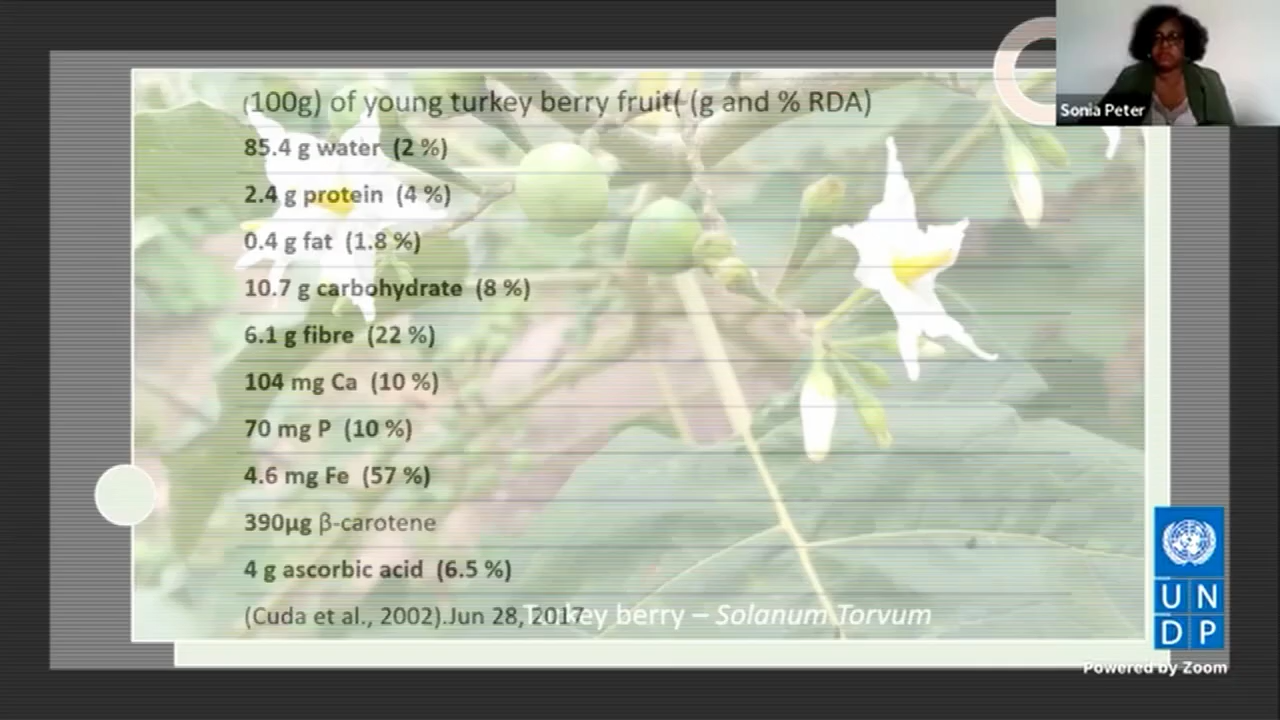 (100g) of young turkey berry fruit( (g and % RDA)
85.4 g water (2 %)
2.4 g protein (4 %)
0.4 g fat (1.8 %)
10.7 g carbohydrate (8 %)
6.1 g fibre (22 %)
104 mg Ca (10 %)
70 mg P (10 %)
4.6 mg Fe (57 %)
390µg β-carotene
4 g ascorbic acid (6.5 %)
(Cuda et al., 2002).Jun 28, 2017
Turkey berry – Solanum Torvum
Sonia Peter
U N
D P
Powered by Zoom